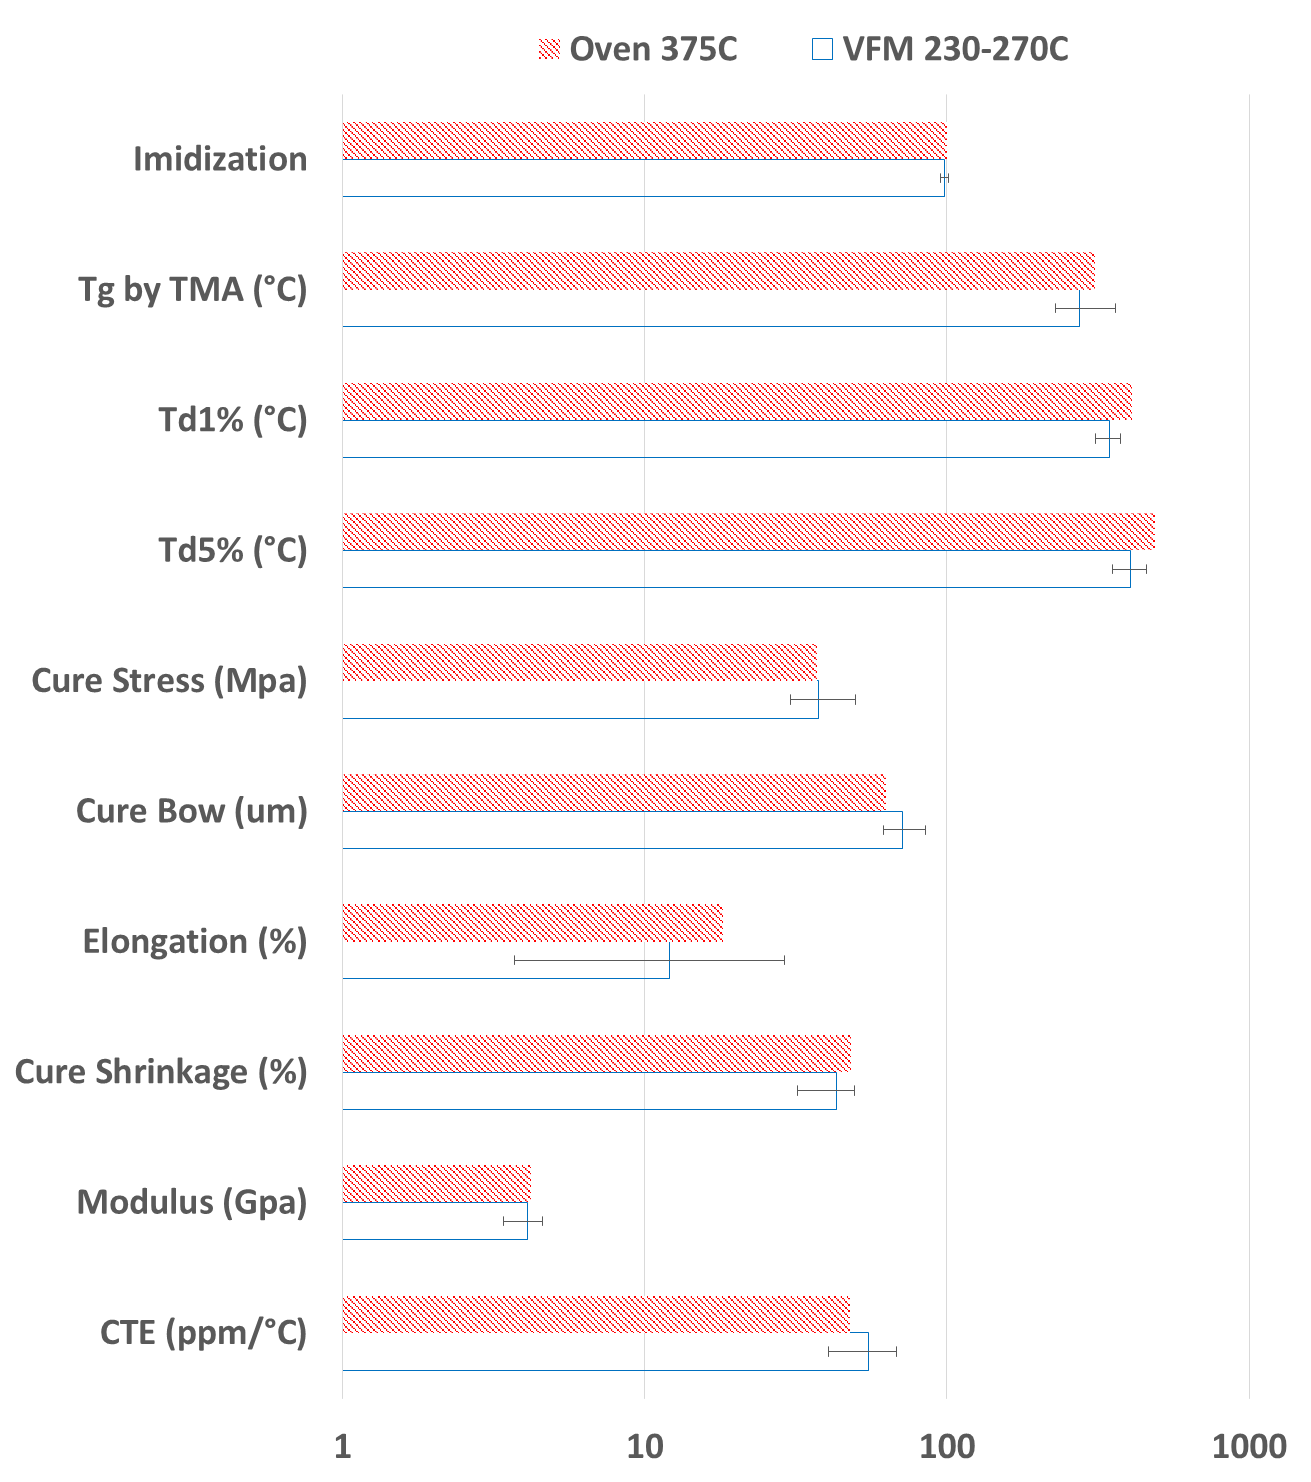 Oven 375C VFM 230-270C
Imidization
Tg by TMA (°C)
Td1% (°C)
Td5% (°C)
Cure Stress (Mpa)
Cure Bow (um)
Elongation (%)
Cure Shrinkage (%)
Modulus (Gpa)
CTE (ppm/°C)
1 10 100 1000